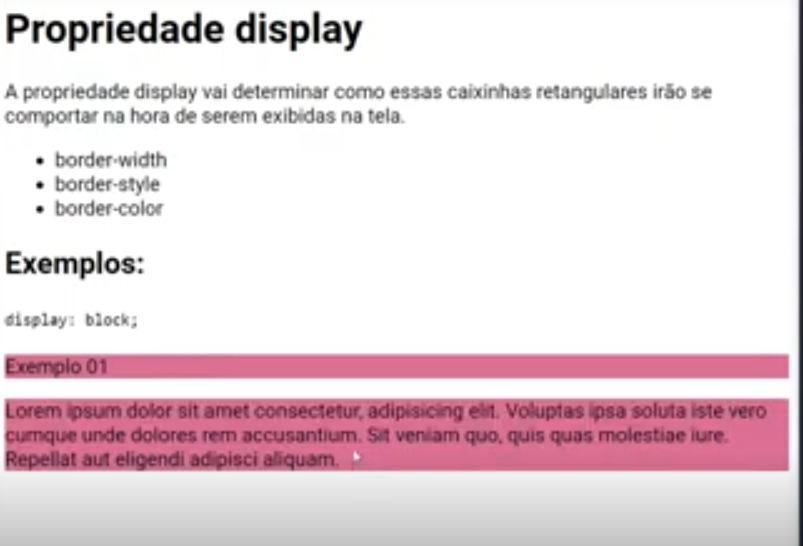 Propriedade display
A propriedade display vai determinar como essas caixinhas retangulares irão se
comportar na hora de serem exibidas na tela.
• border-width
• border-style
• border-color
Exemplos:
display: block;
Exemplo 01
Lorem ipsum dolor sit amet consectetur, adipisicing elit. Voluptas ipsa soluta iste vero
cumque unde dolores rem accusantium. Sit veniam quo, quis quas molestiae iure.
Repellat aut eligendi adipisci aliquam.